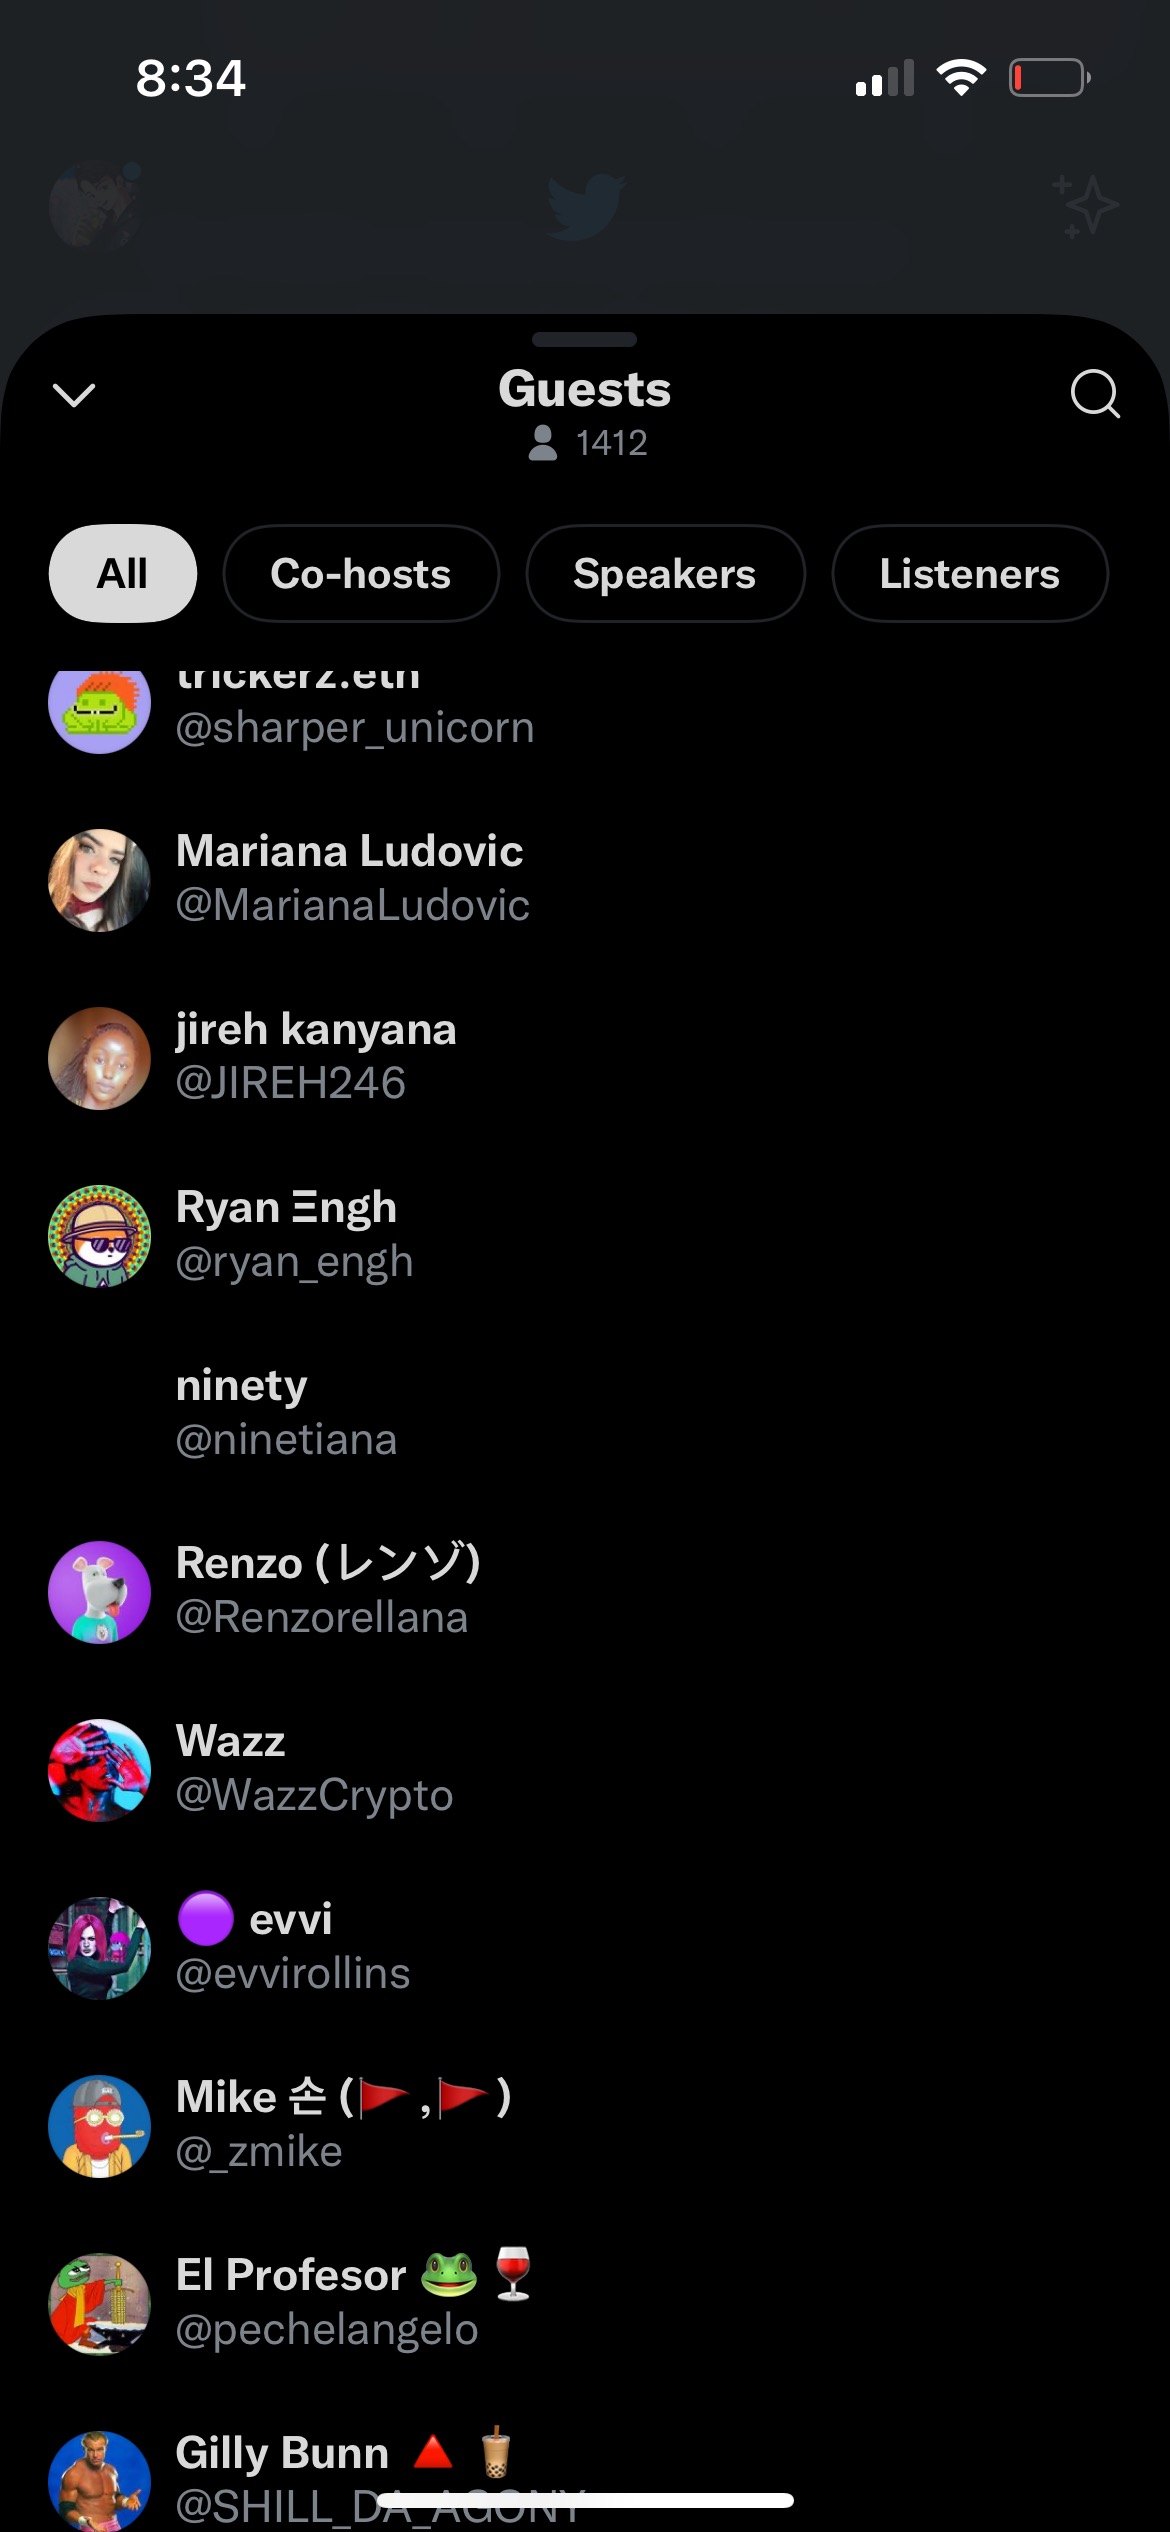 8:34
Guests
1412
All
Co-hosts
Speakers
Listeners
trickerz.eth
@sharper_unicorn
Mariana Ludovic
@MarianaLudovic
jireh kanyana
@JIREH246
Ryan Ξngh
@ryan_engh
ninety
@ninetiana
Renzo (レンゾ)
@Renzorellana
Wazz
@WazzCrypto
🟣 evvi
@evvirollins
Mike 손 (🚩,🚩)
@_zmike
El Profesor 🐸🍷
@pechelangelo
Gilly Bunn 🔺🧋
@SHILL_DA_AGONY